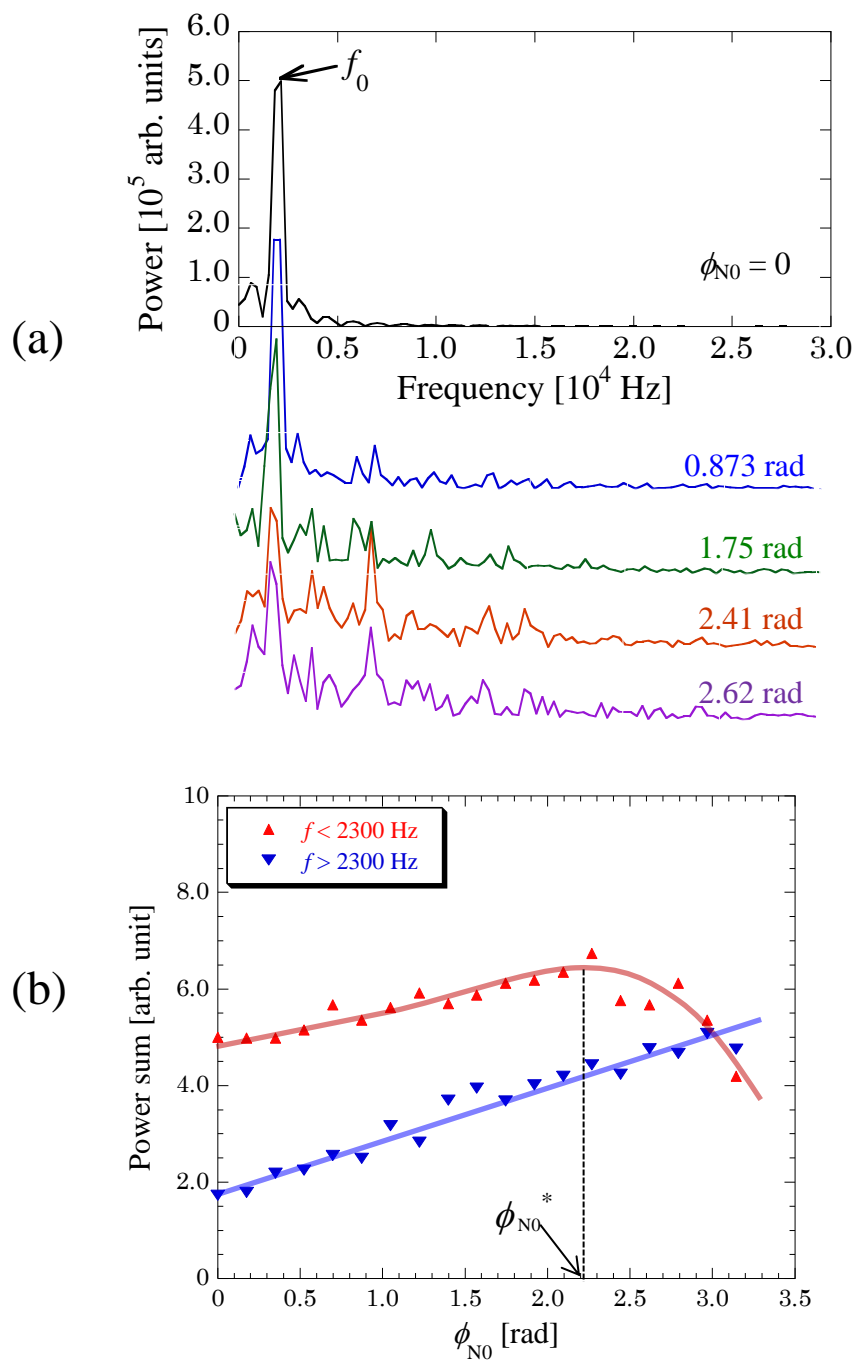 (a)
Power [10^5 arb. units]
6.0
5.0
4.0
3.0
2.0
1.0
0
f_0
ϕ_N0 = 0
0 0.5 1.0 1.5 2.0 2.5 3.0
Frequency [10^4 Hz]
0.873 rad
1.75 rad
2.41 rad
2.62 rad
(b)
Power sum [arb. unit]
10
8.0
6.0
4.0
2.0
0
f < 2300 Hz
f > 2300 Hz
ϕ_N0^*
0 0.5 1.0 1.5 2.0 2.5 3.0 3.5
ϕ_N0 [rad]